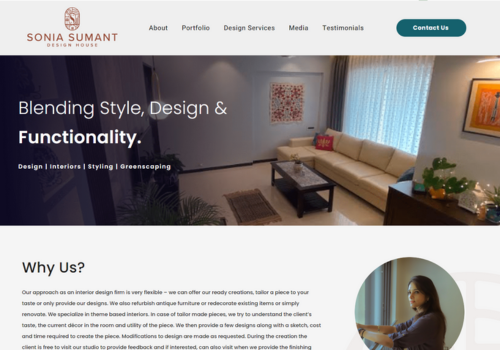 SONIA SUMANT
DESIGN HOUSE
About Portfolio Design Services Media Testimonials Contact Us
Blending Style, Design &
Functionality.
Design | Interiors | Styling | Greenscaping
Why Us?
Our approach as an interior design firm is very flexible – we can offer our ready creations, tailor a piece to your
taste or only provide our designs. We also refurbish antique furniture or redecorate existing items or simply
renovate. We specialize in theme based interiors. In case of tailor made pieces, we try to understand the client's
taste, the current décor in the room and utility of the piece. We then provide a few designs along with a sketch, cost
and time required to create the piece. Modifications to design are made as requested. During the creation the
client is free to visit our studio to provide feedback and if interested, can also visit when we provide the finishing